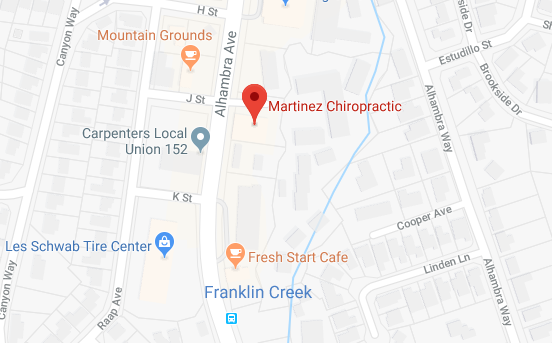 H St
Canyon Way
Mountain Grounds
Alhambra Ave
Estudillo St
Brookside Dr
J St
Martinez Chiropractic
Alhambra Way
Carpenters Local
Union 152
K St
Cooper Ave
Les Schwab Tire Center
Fresh Start Cafe
Linden Ln
Alhambra Way
Canyon Way
Raap Ave
Franklin Creek